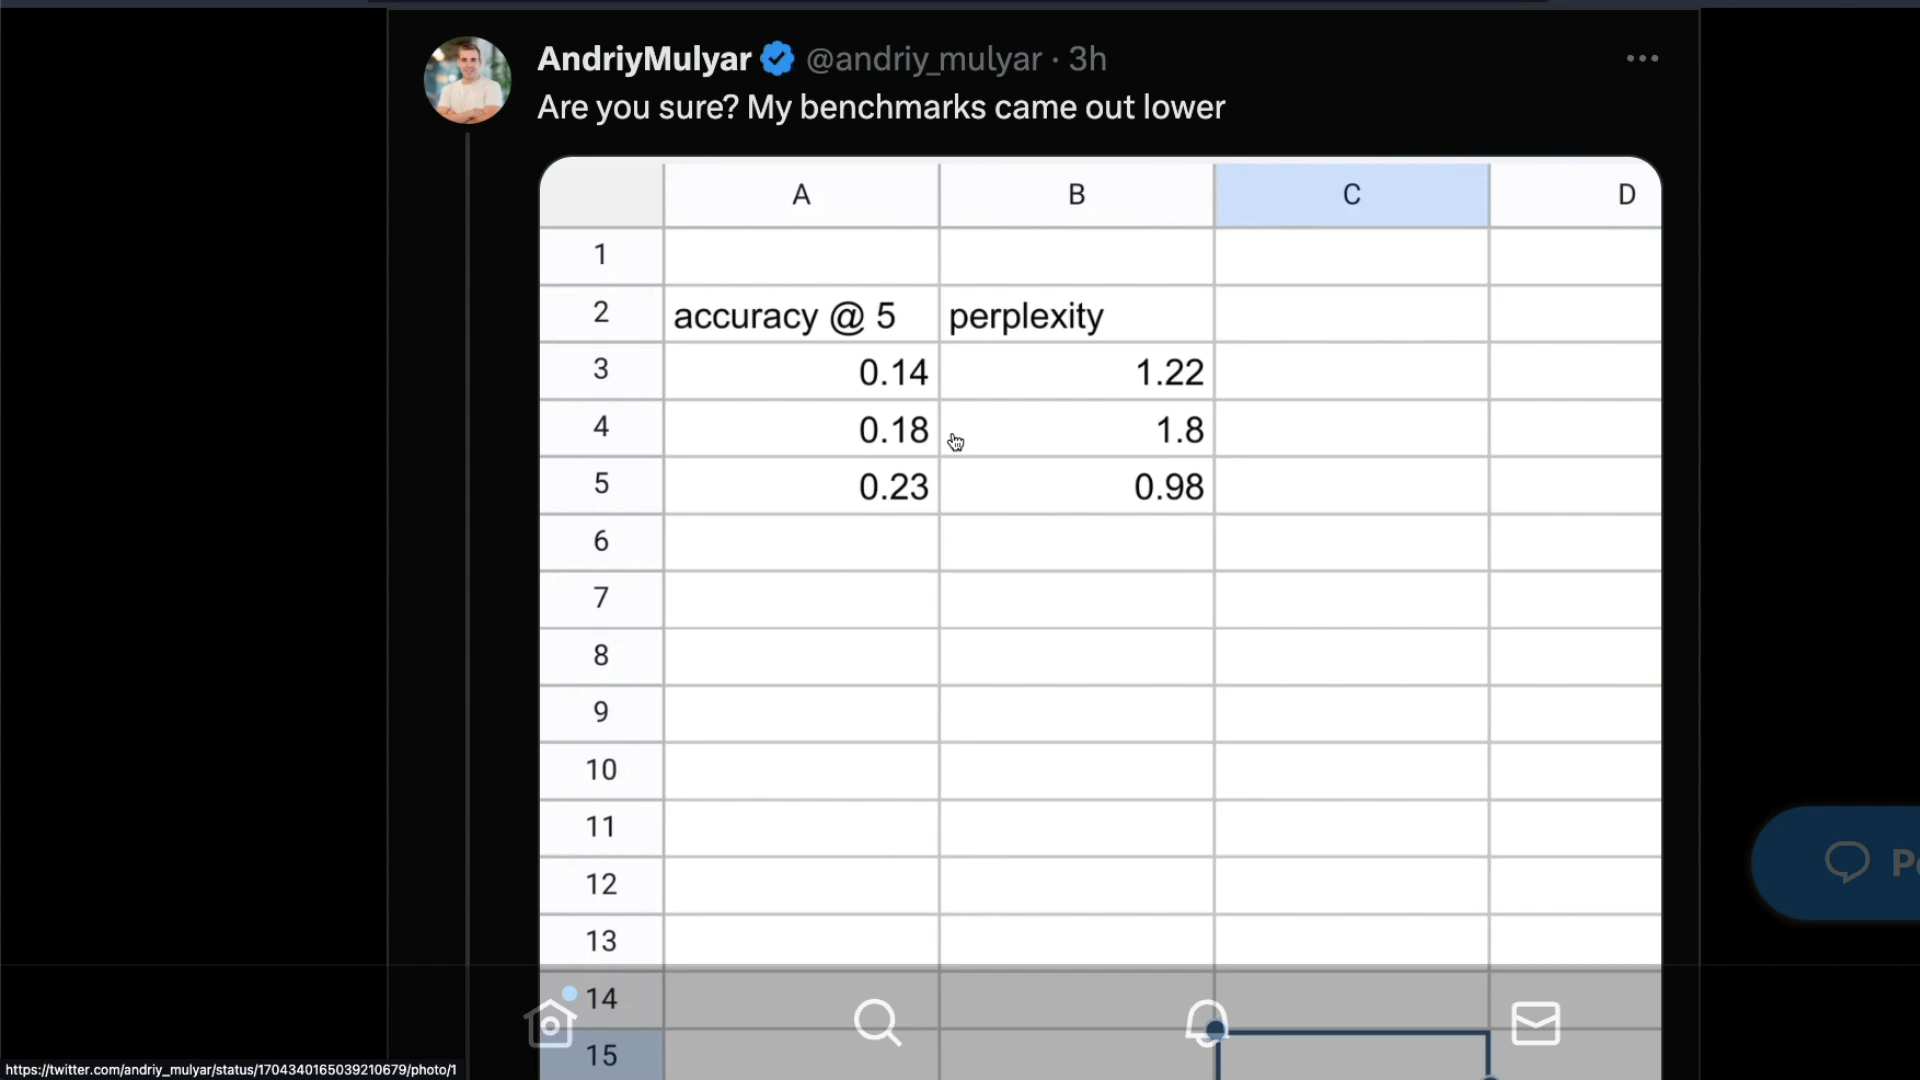 AndriyMulyar @andriy_mulyar · 3h
Are you sure? My benchmarks came out lower
A B C D
1
2 accuracy @ 5 perplexity
3 0.14 1.22
4 0.18 1.8
5 0.23 0.98
6
7
8
9
10
11
12
13
14
15
https://twitter.com/andriy_mulyar/status/1704340165039210679/photo/1